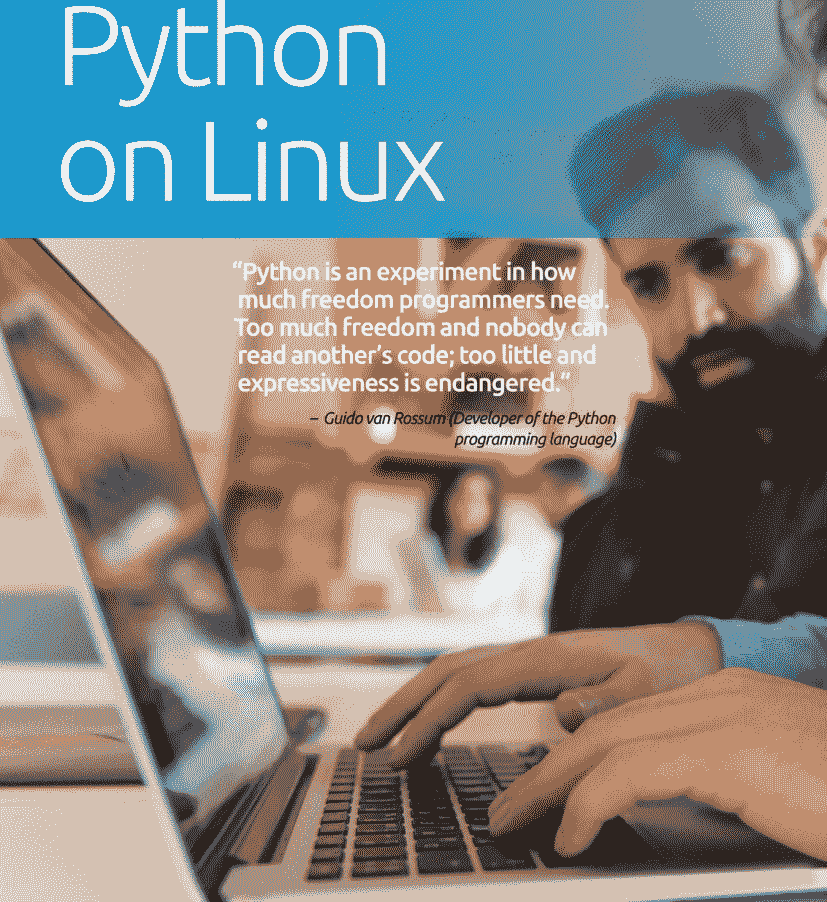 Python
on Linux
“Python is an experiment in how
much freedom programmers need.
Too much freedom and nobody can
read another’s code; too little and
expressiveness is endangered.”
– Guido van Rossum (Developer of the Python
programming language)